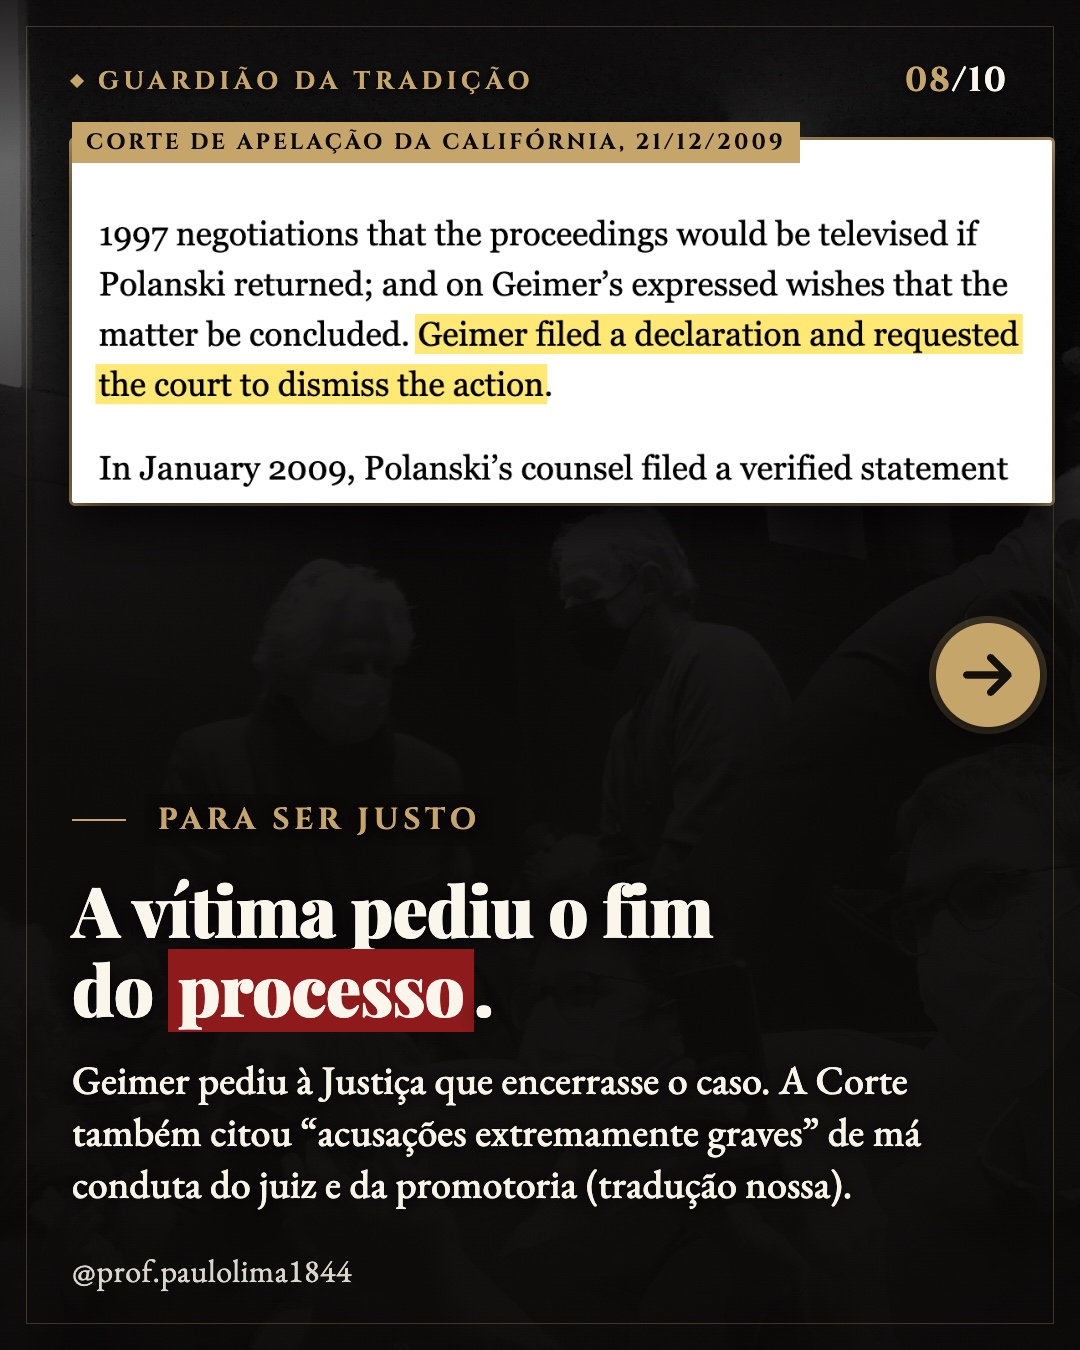 GUARDIÃO DA TRADIÇÃO
08/10
CORTE DE APELAÇÃO DA CALIFÓRNIA, 21/12/2009
1997 negotiations that the proceedings would be televised if
Polanski returned; and on Geimer’s expressed wishes that the
matter be concluded. Geimer filed a declaration and requested
the court to dismiss the action.
In January 2009, Polanski’s counsel filed a verified statement
PARA SER JUSTO
A vítima pediu o fim
do processo.
Geimer pediu à Justiça que encerrasse o caso. A Corte
também citou “acusações extremamente graves” de má
conduta do juiz e da promotoria (tradução nossa).
@prof.paulolima1844